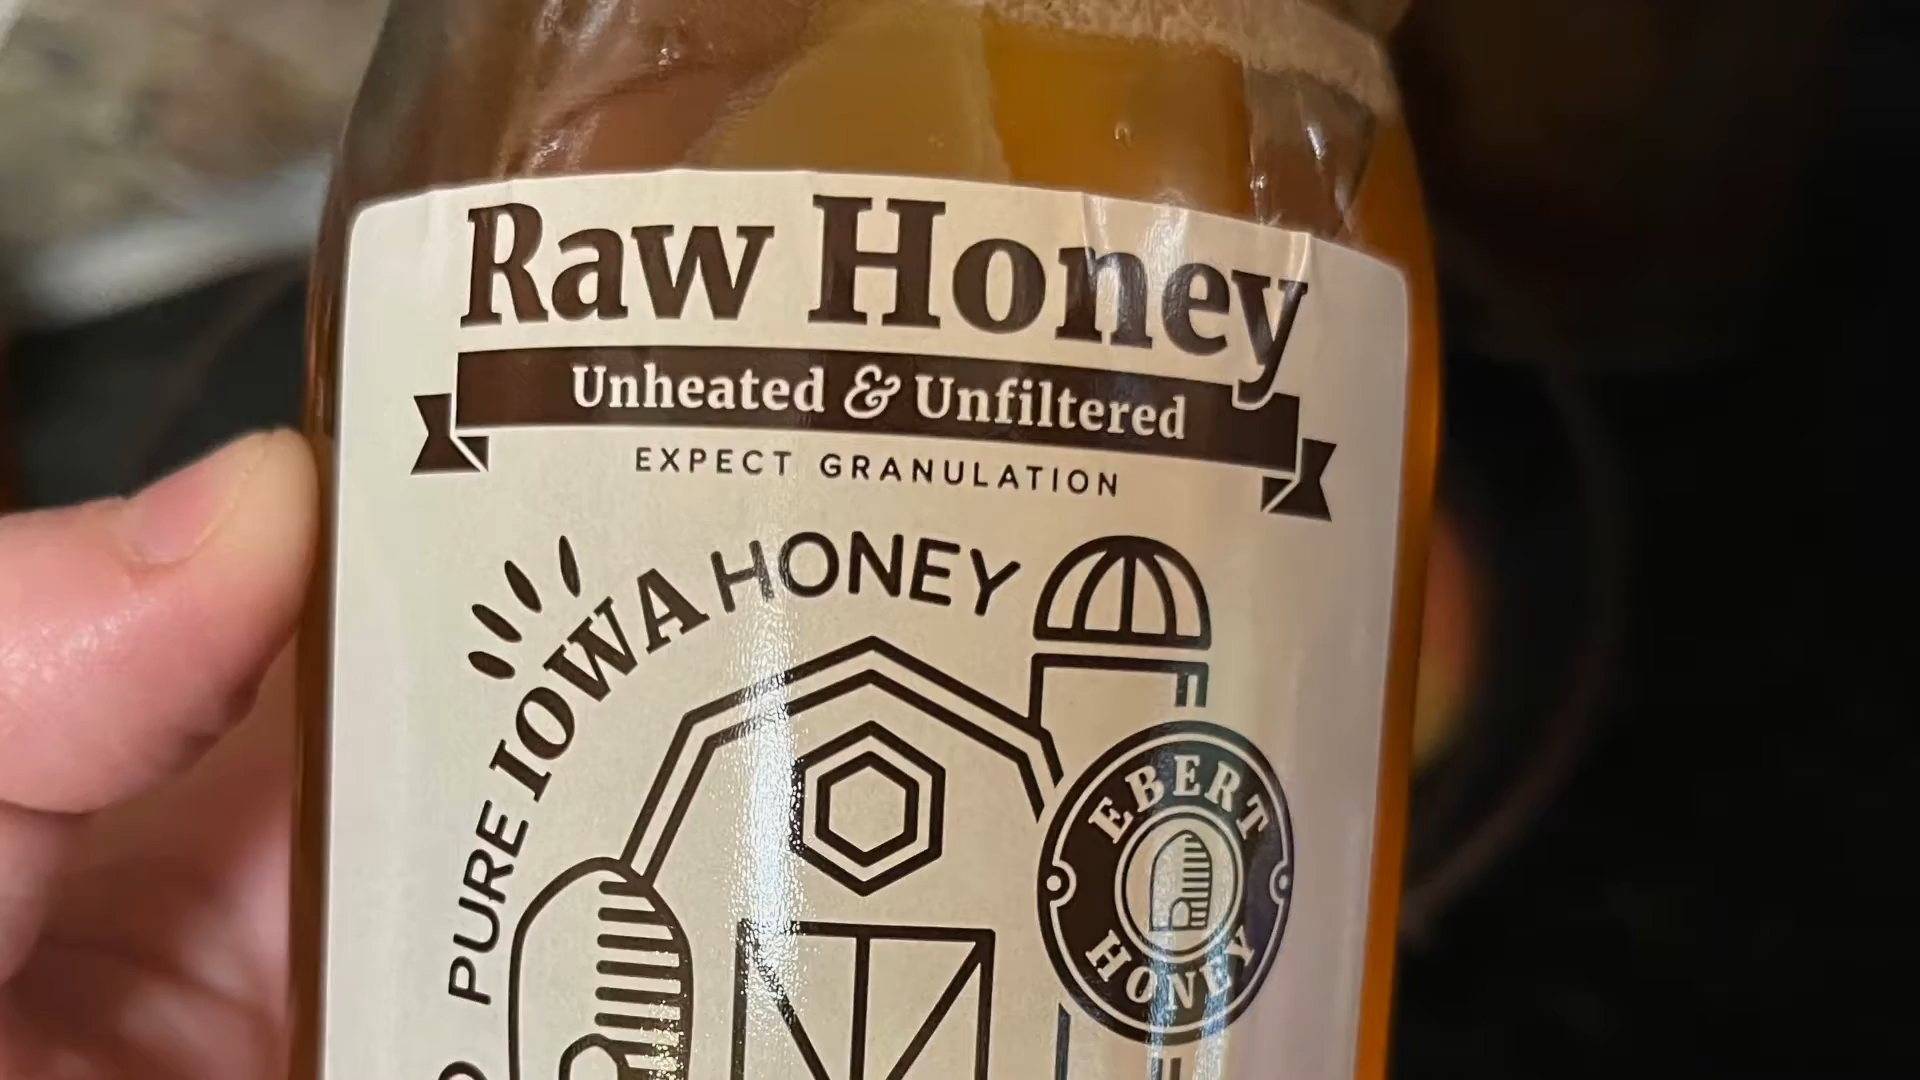 Raw Honey
Unheated & Unfiltered
EXPECT GRANULATION
PURE IOWA HONEY
EBERT
HONEY